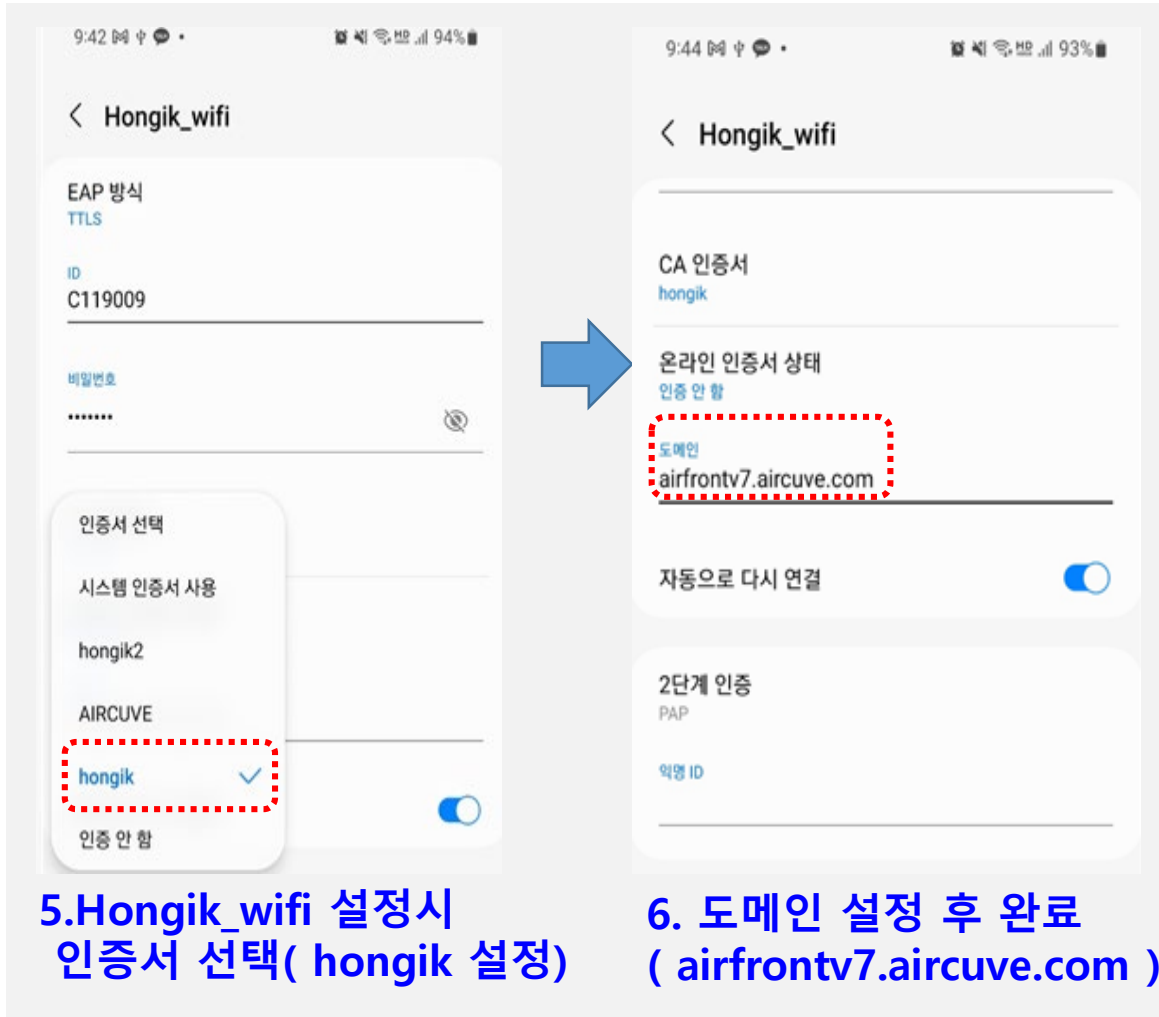 9:42
94%
< Hongik_wifi
EAP 방식
TTLS
ID
C119009
비밀번호
•••••••
인증서 선택
시스템 인증서 사용
hongik2
AIRCUVE
hongik
인증 안 함
5.Hongik_wifi 설정시
인증서 선택( hongik 설정)
9:44
93%
< Hongik_wifi
CA 인증서
hongik
온라인 인증서 상태
인증 안 함
도메인
airfrontv7.aircuve.com
자동으로 다시 연결
2단계 인증
PAP
익명 ID
6. 도메인 설정 후 완료
( airfrontv7.aircuve.com )